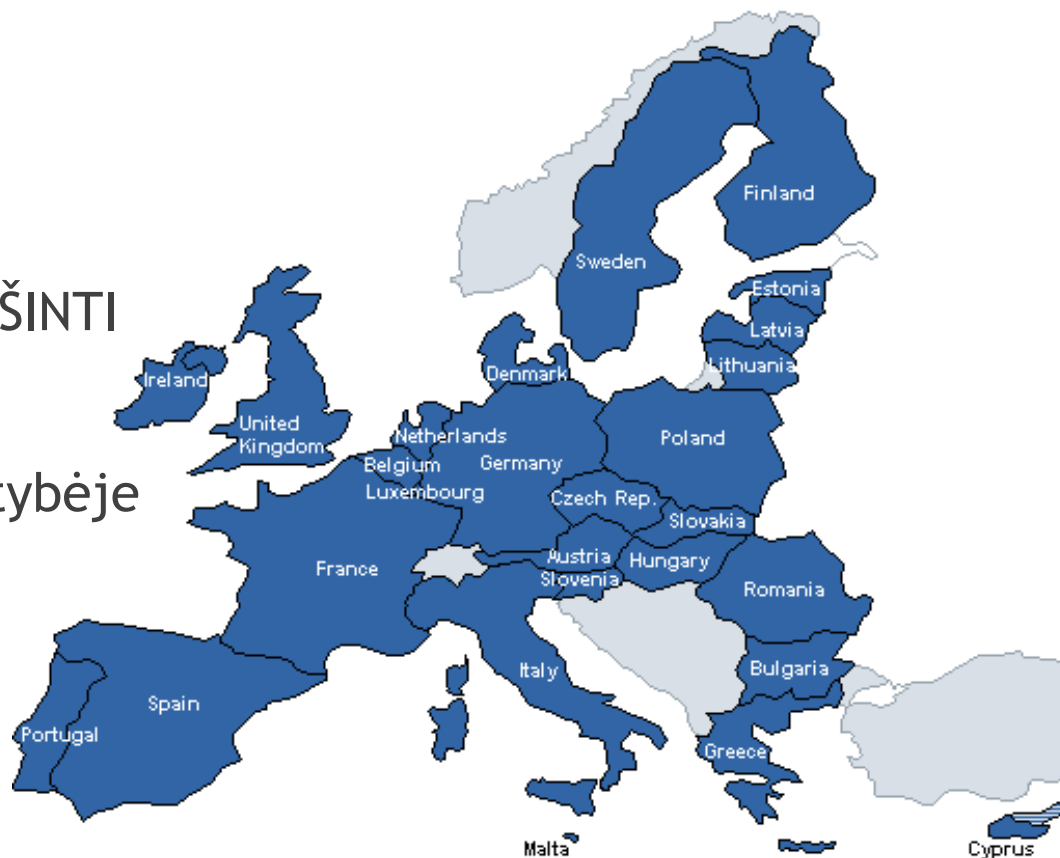 ŠINTI
tybėje
Finland
Sweden
Estonia
Latvia
Lithuania
Denmark
Ireland
United
Kingdom
Netherlands
Belgium
Germany
Luxembourg
Poland
Czech Rep.
Slovakia
Austria
Hungary
Slovenia
France
Romania
Italy
Bulgaria
Spain
Portugal
Greece
Malta
Cyprus